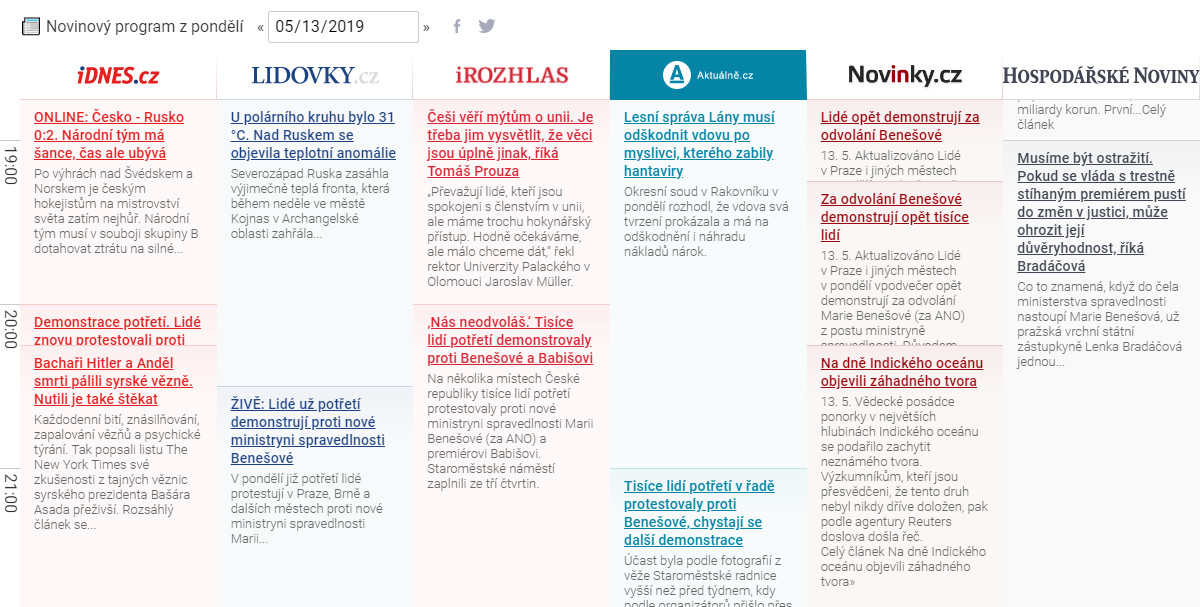 Novinový program z pondělí « 05/13/2019 »
iDNES.cz
LIDOVKY.cz
iROZHLAS
Aktuálně.cz
Novinky.cz
HOSPODÁŘSKÉ NOVINY
19:00
20:00
21:00
ONLINE: Česko - Rusko
0:2. Národní tým má
šance, čas ale ubývá
Po výhrách nad Švédskem a
Norskem je českým
hokejistům na mistrovství
světa zatím nejhůř. Národní
tým musí v souboji skupiny B
dotahovat ztrátu na silné...
Demonstrace potřetí. Lidé
znovu protestovali proti
Bachaři Hitler a Anděl
smrti pálili syrské vězně.
Nutili je také štěkat
Každodenní bití, znásilňování,
zapalování vězňů a psychické
týrání. Tak popsali listu The
New York Times své
zkušenosti z tajných věznic
syrského prezidenta Bašára
Asada přeživší. Rozsáhlý
článek se...
U polárního kruhu bylo 31
°C. Nad Ruskem se
objevila teplotní anomálie
Severozápad Ruska zasáhla
výjimečně teplá fronta, která
během neděle ve městě
Kojnas v Archangelské
oblasti zahřála...
ŽIVĚ: Lidé už potřetí
demonstrují proti nové
ministryni spravedlnosti
Benešové
V pondělí již potřetí lidé
protestují v Praze, Brně a
dalších městech proti nové
ministryni spravedlnosti
Marii...
Češi věří mýtům o unii. Je
třeba jim vysvětlit, že věci
jsou úplně jinak, říká
Tomáš Prouza
„Převažují lidé, kteří jsou
spokojeni s členstvím v unii,
ale máme trochu hokynářský
přístup. Hodně očekáváme,
ale málo chceme dát,“ řekl
rektor Univerzity Palackého v
Olomouci Jaroslav Müller.
‚Nás neodvoláš.‘ Tisíce
lidí potřetí demonstrovaly
proti Benešové a Babišovi
Na několika místech České
republiky tisíce lidí potřetí
protestovaly proti nové
ministryni spravedlnosti Marii
Benešové (za ANO) a
premiérovi Babišovi.
Staroměstské náměstí
zaplnili ze tří čtvrtin.
Lesní správa Lány musí
odškodnit vdovu po
myslivci, kterého zabily
hantaviry
Okresní soud v Rakovníku v
pondělí rozhodl, že vdova svá
tvrzení prokázala a má na
odškodnění i náhradu
nákladů nárok.
Tisíce lidí potřetí v řadě
protestovaly proti
Benešové, chystají se
další demonstrace
Účast byla podle fotografií z
věže Staroměstské radnice
vyšší než před týdnem, kdy
podle organizátorů přišlo přes
Lidé opět demonstrují za
odvolání Benešové
13. 5. Aktualizováno Lidé
v Praze i jiných městech
Za odvolání Benešové
demonstrují opět tisíce
lidí
13. 5. Aktualizováno Lidé
v Praze i jiných městech
v pondělí vpodvečer opět
demonstrují za odvolání
Marie Benešové (za ANO)
z postu ministryně
spravedlnosti. Důvodem
Na dně Indického oceánu
objevili záhadného tvora
13. 5. Vědecké posádce
ponorky v největších
hlubinách Indického oceánu
se podařilo zachytit
neznámého tvora.
Výzkumníkům, kteří jsou
přesvědčeni, že tento druh
nebyl nikdy dříve doložen, pak
podle agentury Reuters
doslova došla řeč.
Celý článek Na dně Indického
oceánu objevili záhadného
tvora»
miliardy korun. První...Celý
článek
Musíme být ostražití.
Pokud se vláda s trestně
stíhaným premiérem pustí
do změn v justici, může
ohrozit její
důvěryhodnost, říká
Bradáčová
Co to znamená, když do čela
ministerstva spravedlnosti
nastoupí Marie Benešová, už
pražská vrchní státní
zástupkyně Lenka Bradáčová
jednou...